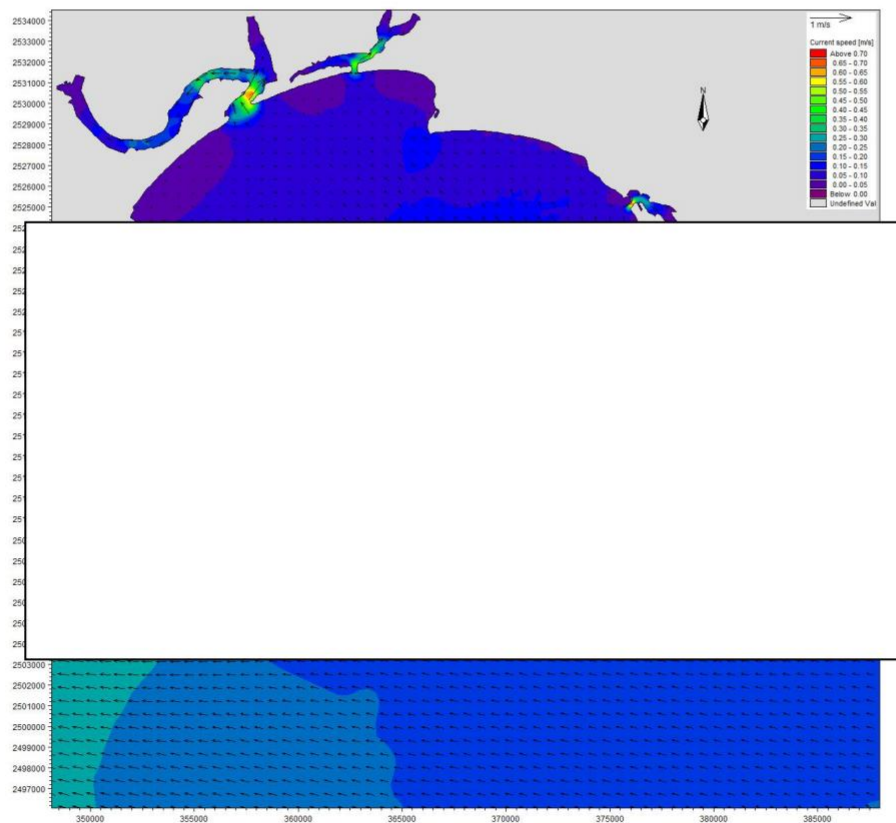 2534000
2533000
2532000
2531000
2530000
2529000
2528000
2527000
2526000
2525000
1 m/s
Current speed [m/s]
Above 0.70
0.65 - 0.70
0.60 - 0.65
0.55 - 0.60
0.50 - 0.55
0.45 - 0.50
0.40 - 0.45
0.35 - 0.40
0.30 - 0.35
0.25 - 0.30
0.20 - 0.25
0.15 - 0.20
0.10 - 0.15
0.05 - 0.10
0.00 - 0.05
Below 0.00
Undefined Val
N
2503000
2502000
2501000
2500000
2499000
2498000
2497000
350000 355000 360000 365000 370000 375000 380000 385000